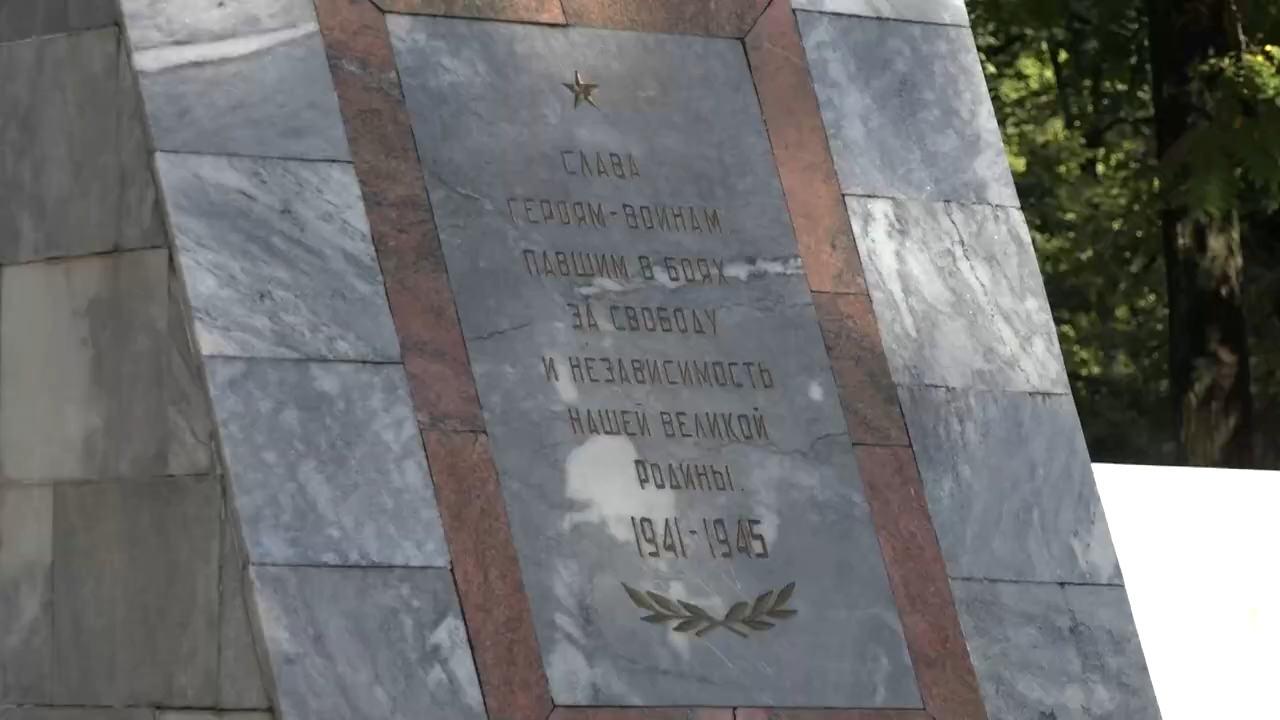 СЛАВА
ГЕРОЯМ-ВОИНАМ
ПАВШИМ В БОЯХ
ЗА СВОБОДУ
И НЕЗАВИСИМОСТЬ
НАШЕЙ ВЕЛИКОЙ
РОДИНЫ.
1941-1945